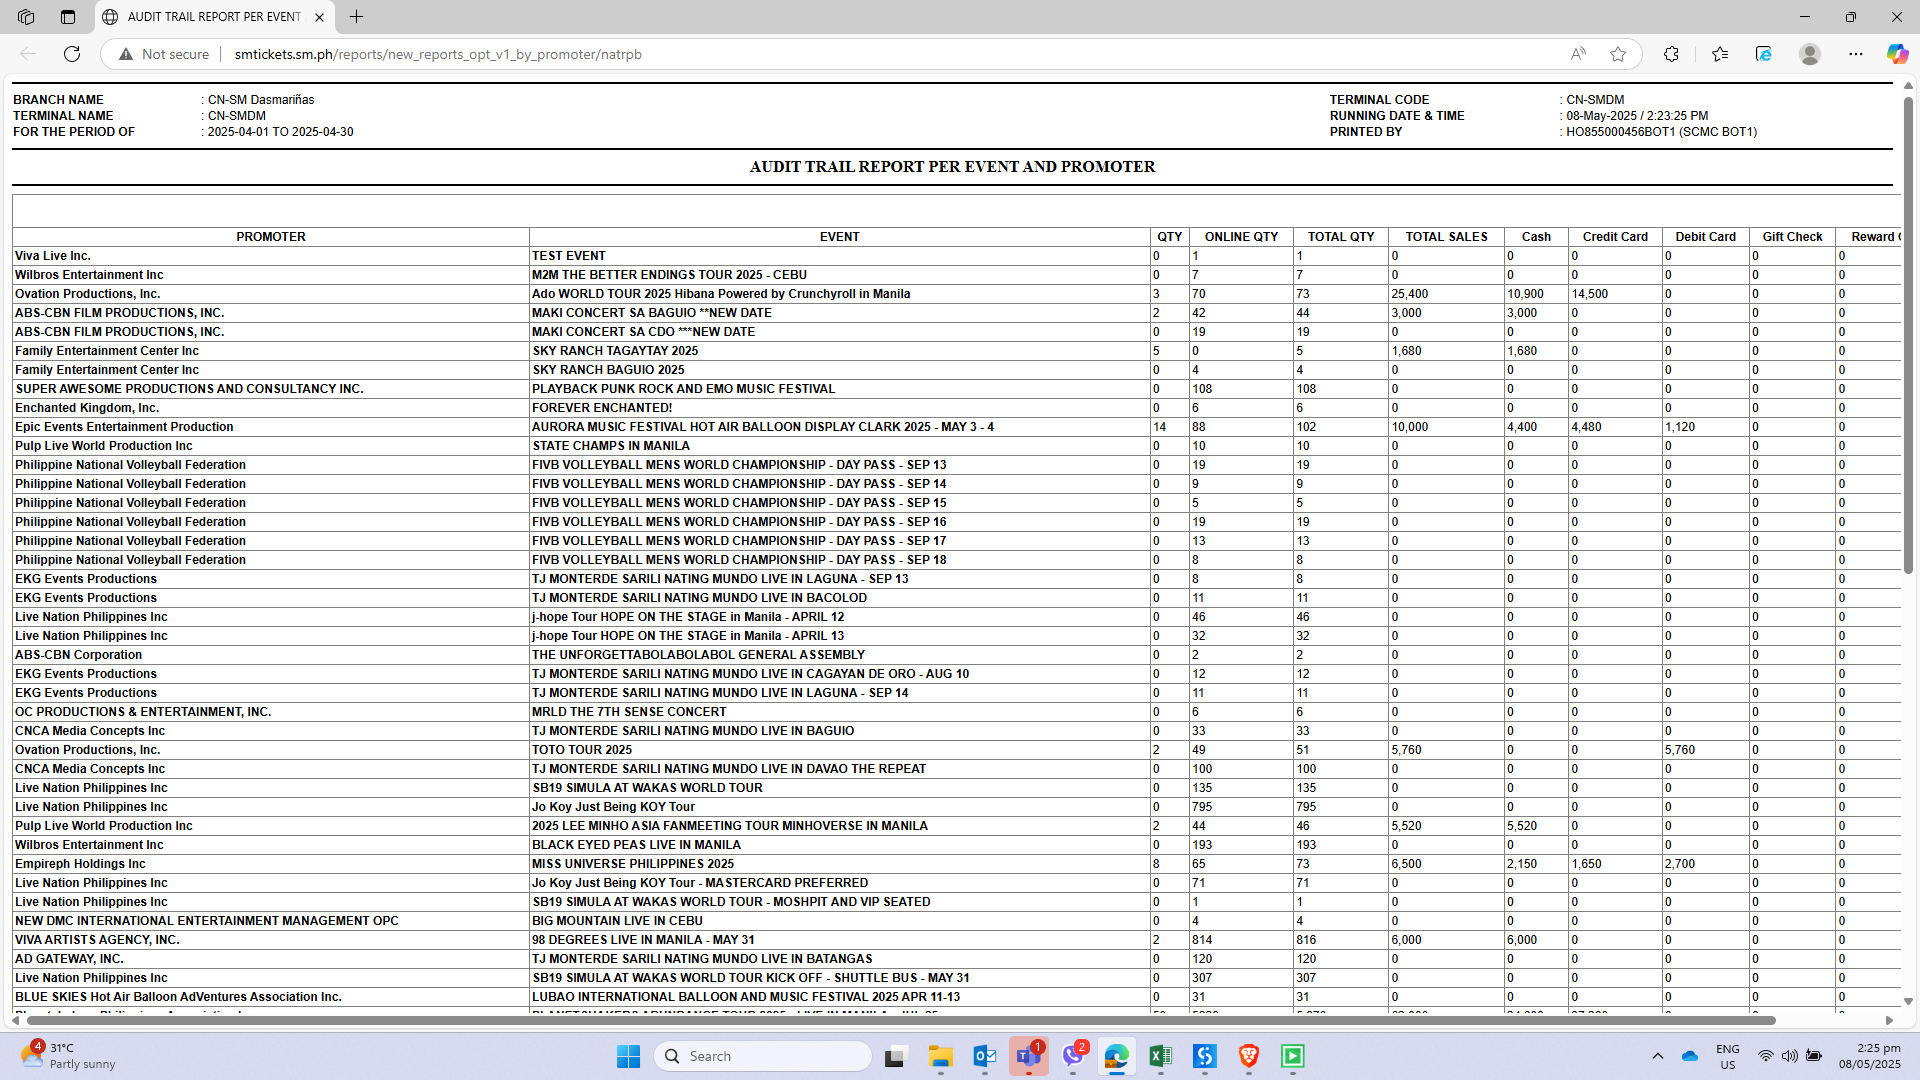 AUDIT TRAIL REPORT PER EVENT
Not secure smtickets.sm.ph/reports/new_reports_opt_v1_by_promoter/natrpb
BRANCH NAME : CN-SM Dasmariñas TERMINAL CODE : CN-SMDM
TERMINAL NAME : CN-SMDM RUNNING DATE & TIME : 08-May-2025 / 2:23:25 PM
FOR THE PERIOD OF : 2025-04-01 TO 2025-04-30 PRINTED BY : HO855000456BOT1 (SCMC BOT1)
AUDIT TRAIL REPORT PER EVENT AND PROMOTER
PROMOTER EVENT QTY ONLINE QTY TOTAL QTY TOTAL SALES Cash Credit Card Debit Card Gift Check Reward
Viva Live Inc. TEST EVENT 0 1 1 0 0 0 0 0 0
Wilbros Entertainment Inc M2M THE BETTER ENDINGS TOUR 2025 - CEBU 0 7 7 0 0 0 0 0 0
Ovation Productions, Inc. Ado WORLD TOUR 2025 Hibana Powered by Crunchyroll in Manila 3 70 73 25,400 10,900 14,500 0 0 0
ABS-CBN FILM PRODUCTIONS, INC. MAKI CONCERT SA BAGUIO **NEW DATE 2 42 44 3,000 3,000 0 0 0 0
ABS-CBN FILM PRODUCTIONS, INC. MAKI CONCERT SA CDO ***NEW DATE 0 19 19 0 0 0 0 0 0
Family Entertainment Center Inc SKY RANCH TAGAYTAY 2025 5 0 5 1,680 1,680 0 0 0 0
Family Entertainment Center Inc SKY RANCH BAGUIO 2025 0 4 4 0 0 0 0 0 0
SUPER AWESOME PRODUCTIONS AND CONSULTANCY INC. PLAYBACK PUNK ROCK AND EMO MUSIC FESTIVAL 0 108 108 0 0 0 0 0 0
Enchanted Kingdom, Inc. FOREVER ENCHANTED! 0 6 6 0 0 0 0 0 0
Epic Events Entertainment Production AURORA MUSIC FESTIVAL HOT AIR BALLOON DISPLAY CLARK 2025 - MAY 3 - 4 14 88 102 10,000 4,400 4,480 1,120 0 0
Pulp Live World Production Inc STATE CHAMPS IN MANILA 0 10 10 0 0 0 0 0 0
Philippine National Volleyball Federation FIVB VOLLEYBALL MENS WORLD CHAMPIONSHIP - DAY PASS - SEP 13 0 19 19 0 0 0 0 0 0
Philippine National Volleyball Federation FIVB VOLLEYBALL MENS WORLD CHAMPIONSHIP - DAY PASS - SEP 14 0 9 9 0 0 0 0 0 0
Philippine National Volleyball Federation FIVB VOLLEYBALL MENS WORLD CHAMPIONSHIP - DAY PASS - SEP 15 0 5 5 0 0 0 0 0 0
Philippine National Volleyball Federation FIVB VOLLEYBALL MENS WORLD CHAMPIONSHIP - DAY PASS - SEP 16 0 19 19 0 0 0 0 0 0
Philippine National Volleyball Federation FIVB VOLLEYBALL MENS WORLD CHAMPIONSHIP - DAY PASS - SEP 17 0 13 13 0 0 0 0 0 0
Philippine National Volleyball Federation FIVB VOLLEYBALL MENS WORLD CHAMPIONSHIP - DAY PASS - SEP 18 0 8 8 0 0 0 0 0 0
EKG Events Productions TJ MONTERDE SARILI NATING MUNDO LIVE IN LAGUNA - SEP 13 0 8 8 0 0 0 0 0 0
EKG Events Productions TJ MONTERDE SARILI NATING MUNDO LIVE IN BACOLOD 0 11 11 0 0 0 0 0 0
Live Nation Philippines Inc j-hope Tour HOPE ON THE STAGE in Manila - APRIL 12 0 46 46 0 0 0 0 0 0
Live Nation Philippines Inc j-hope Tour HOPE ON THE STAGE in Manila - APRIL 13 0 32 32 0 0 0 0 0 0
ABS-CBN Corporation THE UNFORGETTABOLABOLABOL GENERAL ASSEMBLY 0 2 2 0 0 0 0 0 0
EKG Events Productions TJ MONTERDE SARILI NATING MUNDO LIVE IN CAGAYAN DE ORO - AUG 10 0 12 12 0 0 0 0 0 0
EKG Events Productions TJ MONTERDE SARILI NATING MUNDO LIVE IN LAGUNA - SEP 14 0 11 11 0 0 0 0 0 0
OC PRODUCTIONS & ENTERTAINMENT, INC. MRLD THE 7TH SENSE CONCERT 0 6 6 0 0 0 0 0 0
CNCA Media Concepts Inc TJ MONTERDE SARILI NATING MUNDO LIVE IN BAGUIO 0 33 33 0 0 0 0 0 0
Ovation Productions, Inc. TOTO TOUR 2025 2 49 51 5,760 0 0 5,760 0 0
CNCA Media Concepts Inc TJ MONTERDE SARILI NATING MUNDO LIVE IN DAVAO THE REPEAT 0 100 100 0 0 0 0 0 0
Live Nation Philippines Inc SB19 SIMULA AT WAKAS WORLD TOUR 0 135 135 0 0 0 0 0 0
Live Nation Philippines Inc Jo Koy Just Being KOY Tour 0 795 795 0 0 0 0 0 0
Pulp Live World Production Inc 2025 LEE MINHO ASIA FANMEETING TOUR MINHOVERSE IN MANILA 2 44 46 5,520 5,520 0 0 0 0
Wilbros Entertainment Inc BLACK EYED PEAS LIVE IN MANILA 0 193 193 0 0 0 0 0 0
Empireph Holdings Inc MISS UNIVERSE PHILIPPINES 2025 8 65 73 6,500 2,150 1,650 2,700 0 0
Live Nation Philippines Inc Jo Koy Just Being KOY Tour - MASTERCARD PREFERRED 0 71 71 0 0 0 0 0 0
Live Nation Philippines Inc SB19 SIMULA AT WAKAS WORLD TOUR - MOSHPIT AND VIP SEATED 0 1 1 0 0 0 0 0 0
NEW DMC INTERNATIONAL ENTERTAINMENT MANAGEMENT OPC BIG MOUNTAIN LIVE IN CEBU 0 4 4 0 0 0 0 0 0
VIVA ARTISTS AGENCY, INC. 98 DEGREES LIVE IN MANILA - MAY 31 2 814 816 6,000 6,000 0 0 0 0
AD GATEWAY, INC. TJ MONTERDE SARILI NATING MUNDO LIVE IN BATANGAS 0 120 120 0 0 0 0 0 0
Live Nation Philippines Inc SB19 SIMULA AT WAKAS WORLD TOUR KICK OFF - SHUTTLE BUS - MAY 31 0 307 307 0 0 0 0 0 0
BLUE SKIES Hot Air Balloon AdVentures Association Inc. LUBAO INTERNATIONAL BALLOON AND MUSIC FESTIVAL 2025 APR 11-13 0 31 31 0 0 0 0 0 0
4 31°C
Partly sunny
Search
1
2
ENG
US
2:25 pm
08/05/2025